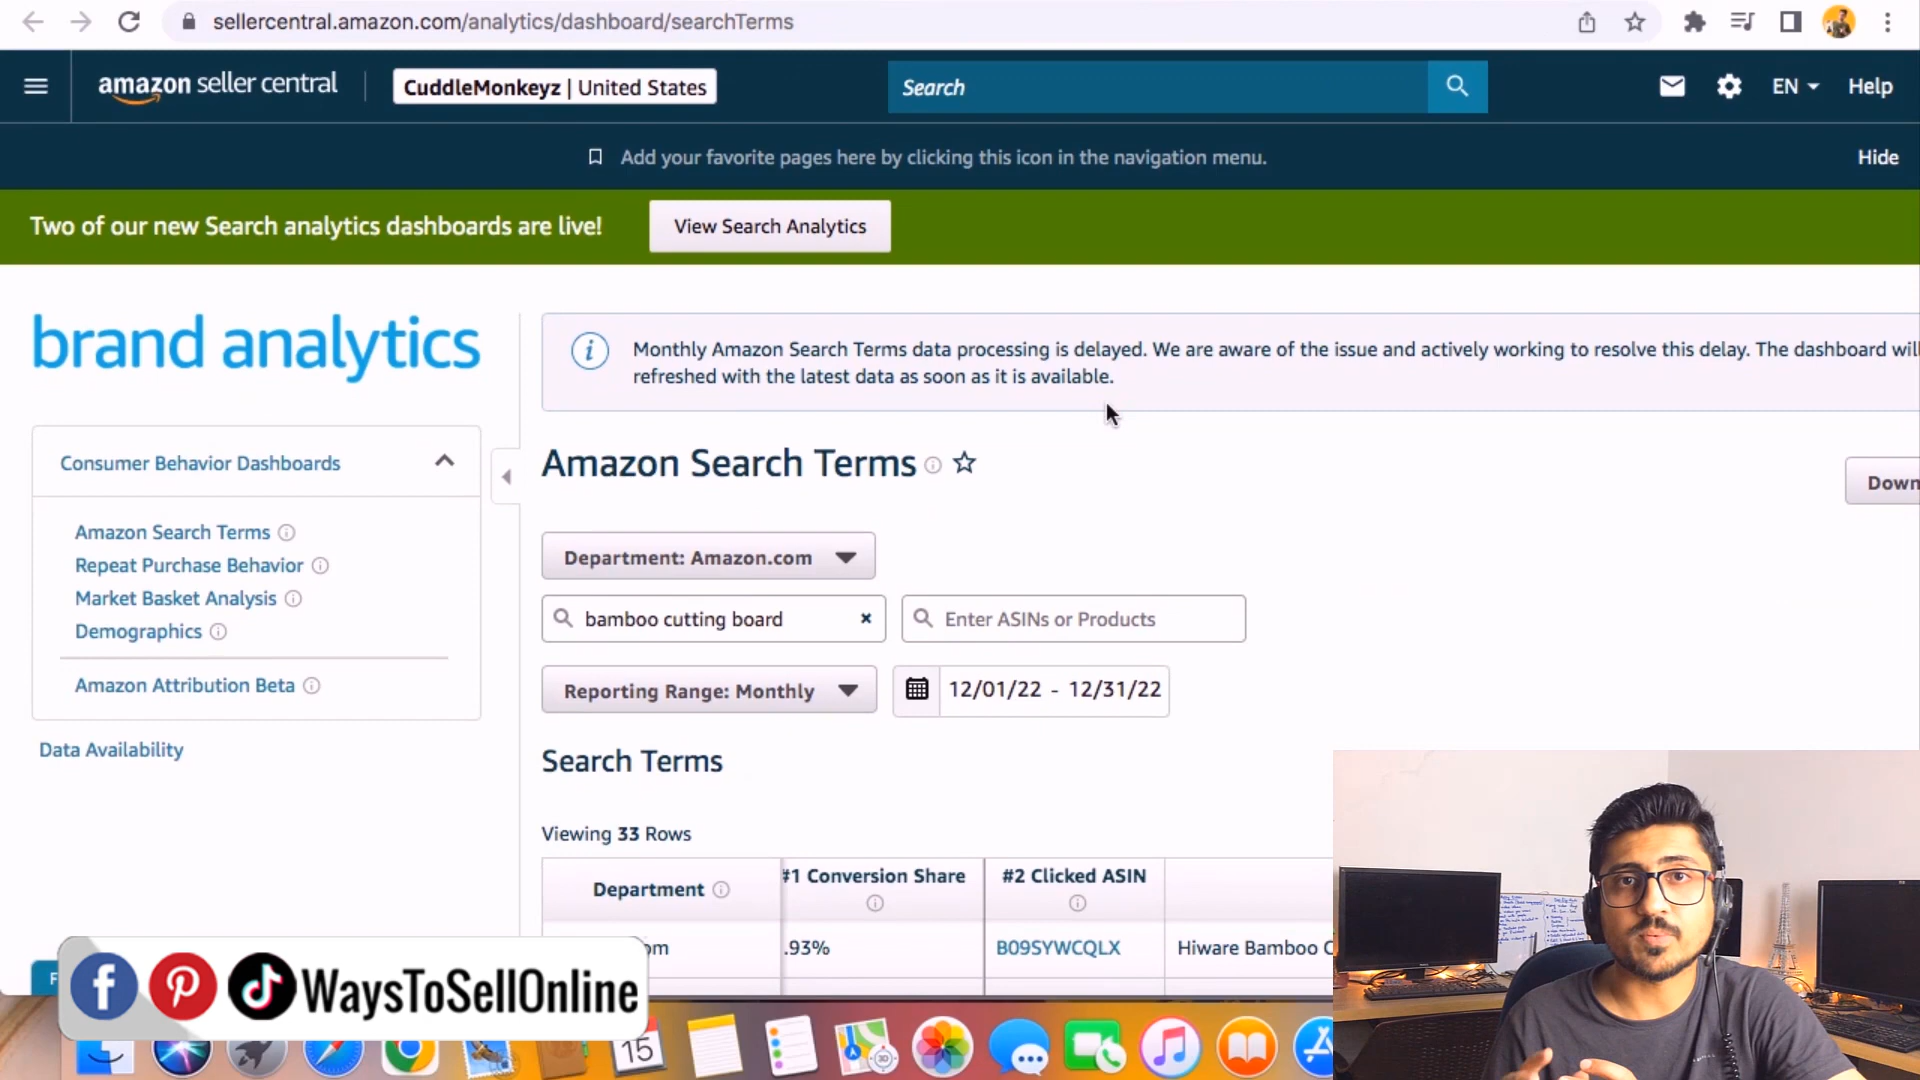 sellercentral.amazon.com/analytics/dashboard/searchTerms
amazon seller central
CuddleMonkeyz | United States
Search
EN
Help
Add your favorite pages here by clicking this icon in the navigation menu.
Hide
Two of our new Search analytics dashboards are live!
View Search Analytics
brand analytics
Monthly Amazon Search Terms data processing is delayed. We are aware of the issue and actively working to resolve this delay. The dashboard will
refreshed with the latest data as soon as it is available.
Consumer Behavior Dashboards
Amazon Search Terms
Repeat Purchase Behavior
Market Basket Analysis
Demographics
Amazon Attribution Beta
Data Availability
Amazon Search Terms
Down
Department: Amazon.com
bamboo cutting board
Enter ASINs or Products
Reporting Range: Monthly
12/01/22 - 12/31/22
Search Terms
Viewing 33 Rows
Department
#1 Conversion Share
#2 Clicked ASIN
om
.93%
B09SYWCQLX
Hiware Bamboo C
F
WaysToSellOnline
15